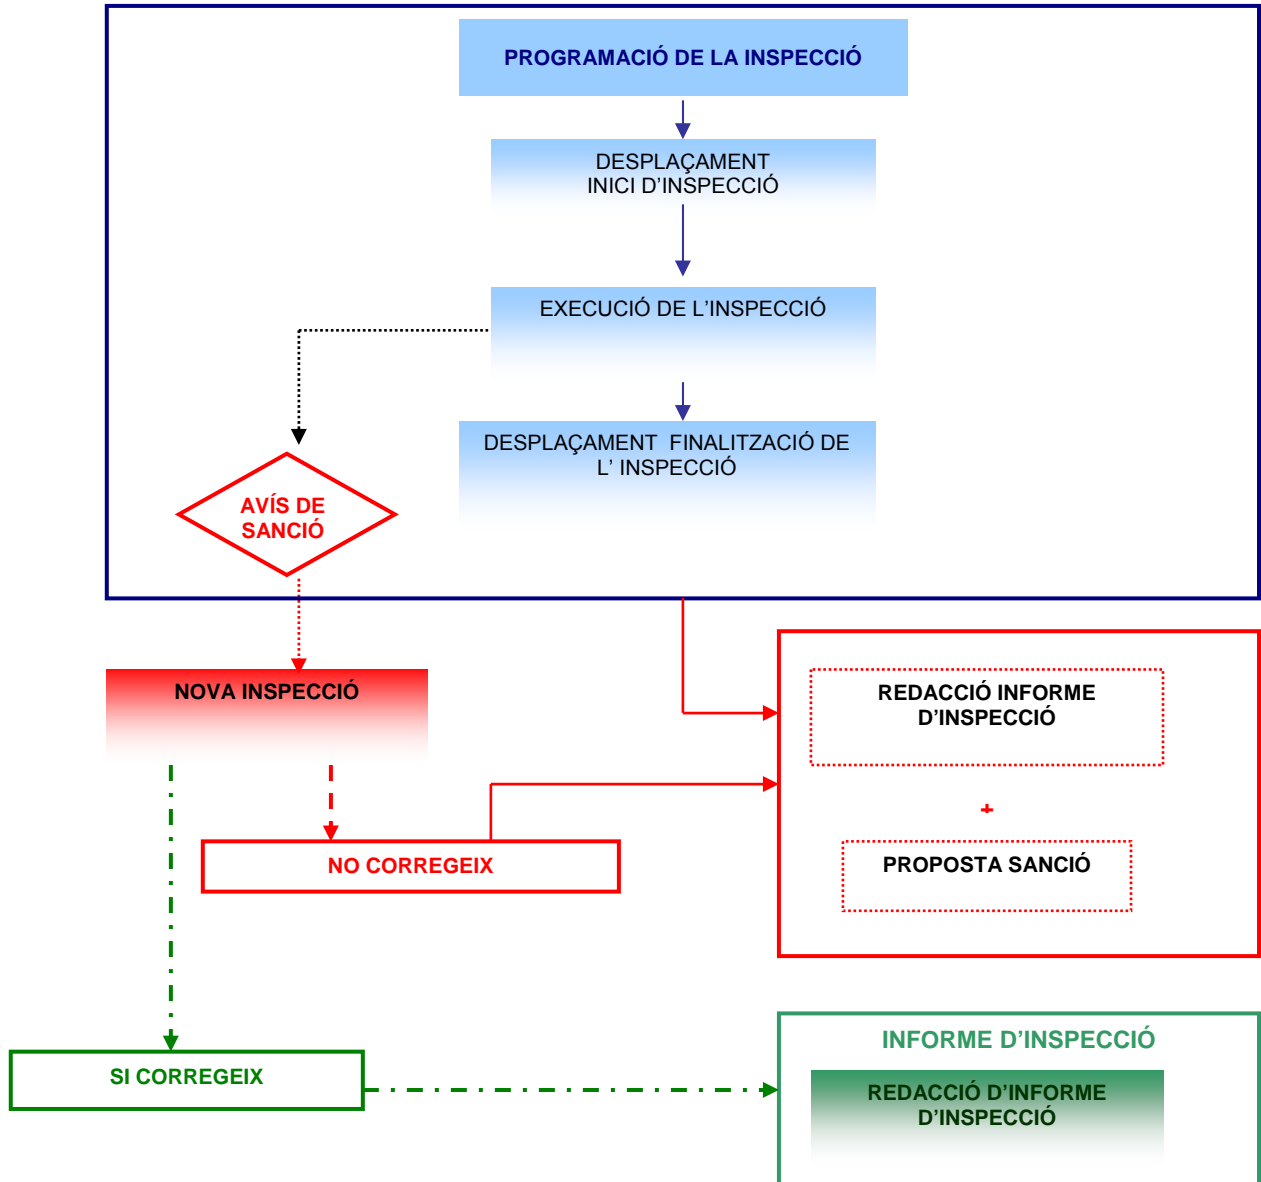 PROGRAMACIÓ DE LA INSPECCIÓ
DESPLAÇAMENT
INICI D'INSPECCIÓ
EXECUCIÓ DE L'INSPECCIÓ
DESPLAÇAMENT  FINALITZACIÓ DE
L' INSPECCIÓ
AVÍS DE
SANCIÓ
NOVA INSPECCIÓ
REDACCIÓ INFORME
D'INSPECCIÓ
+
PROPOSTA SANCIÓ
NO CORREGEIX
SI CORREGEIX
INFORME D'INSPECCIÓ
REDACCIÓ D'INFORME
D'INSPECCIÓ